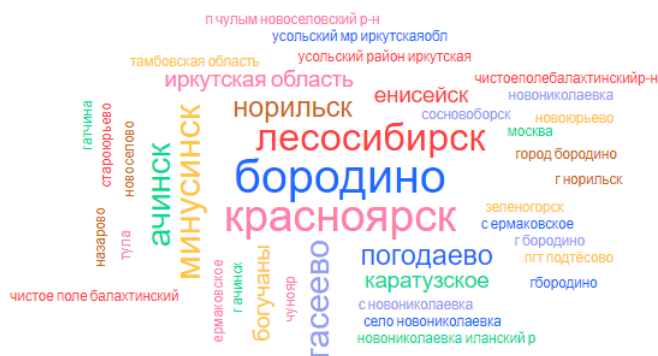 п чулым новоселовский р-н
усольский мр иркутскаяобл
усольский район иркутская
тамбовская область
иркутская область
чистоеполебалахтинскийр-н
енисейск
новониколаевка
норильск
сосновоборск
новоюрьево
гатчина
староюрьево
новоселово
ачинск
минусинск
лесосибирск
москва
город бородино
бородино
г норильск
красноярск
зеленогорск
с ермаковское
г бородино
назарово
тула
погодаево
пгт подтёсово
каратузское
гбородино
чистое поле балахтинский
ермаковское
г ачинск
богучаны
чунояр
тасеево
с новониколаевка
село новониколаевка
новониколаевка иланский р